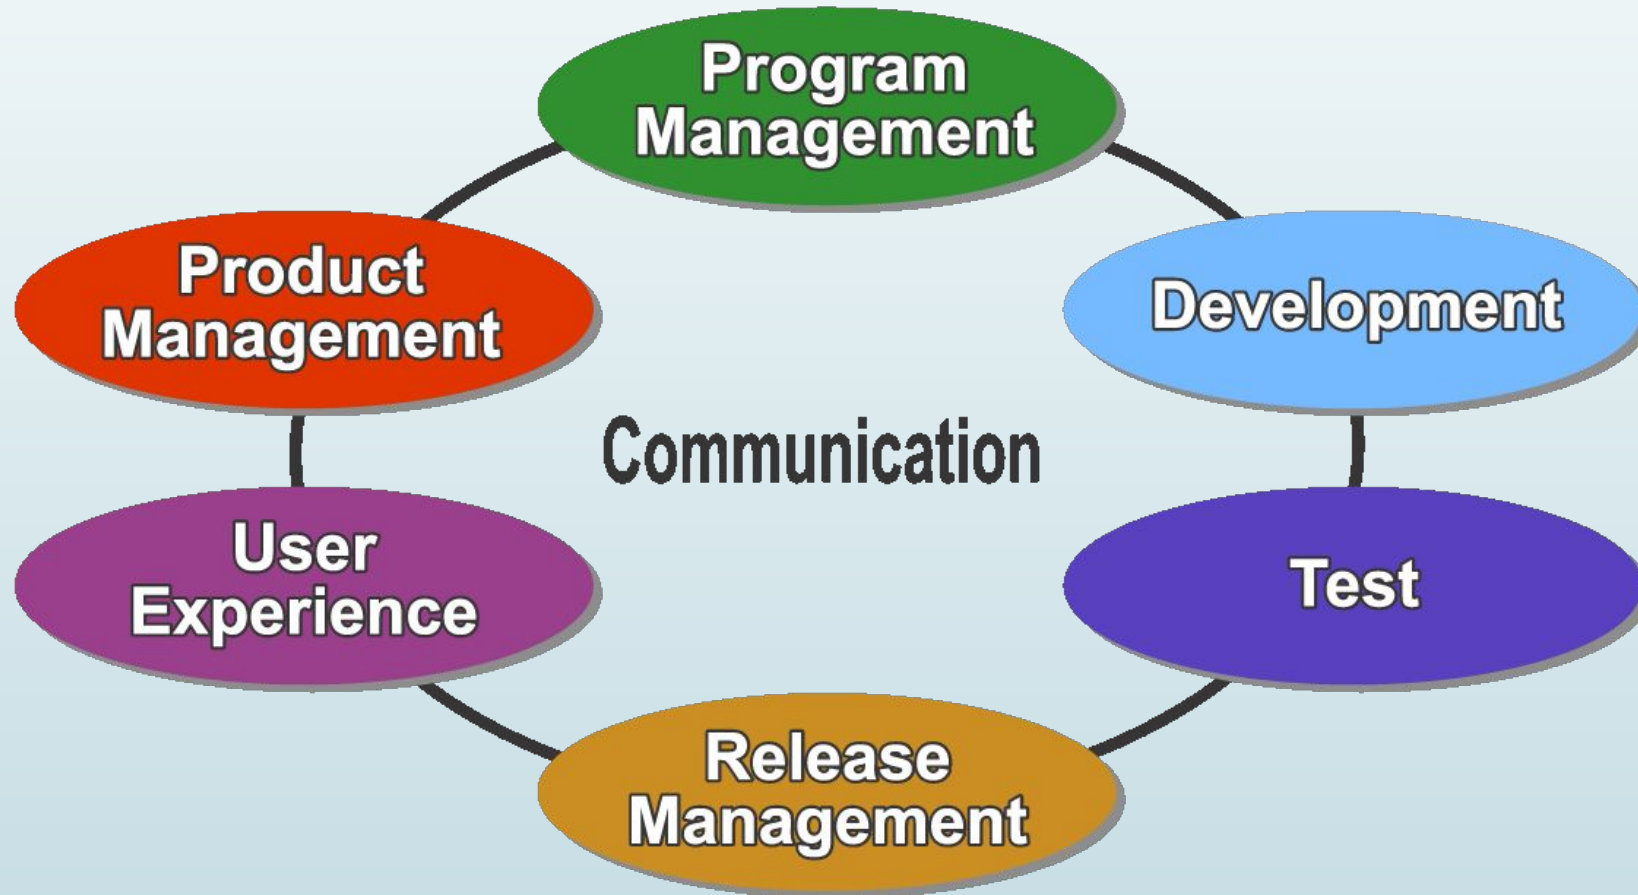 Program
Management
Product
Management
Development
Communication
User
Experience
Test
Release
Management